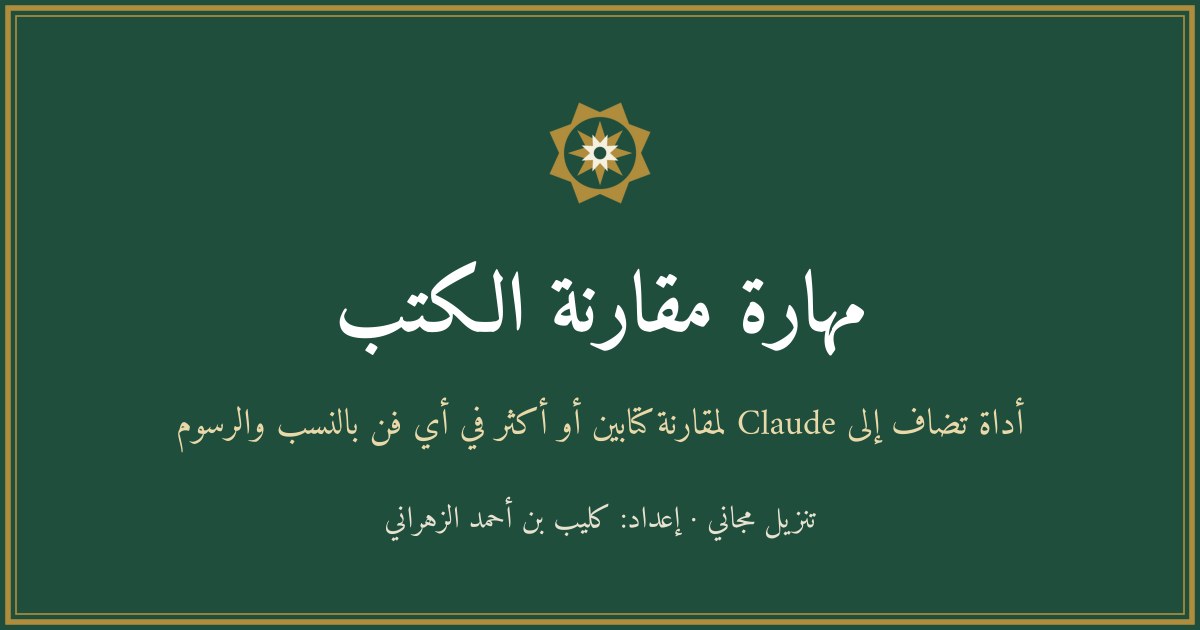 مهارة مقارنة الكتب
أداة تضاف إلى Claude لمقارنة كتابين أو أكثر في أي فن بالنسب والرسوم
تنزيل مجاني · إعداد: كليب بن أحمد الزهراني